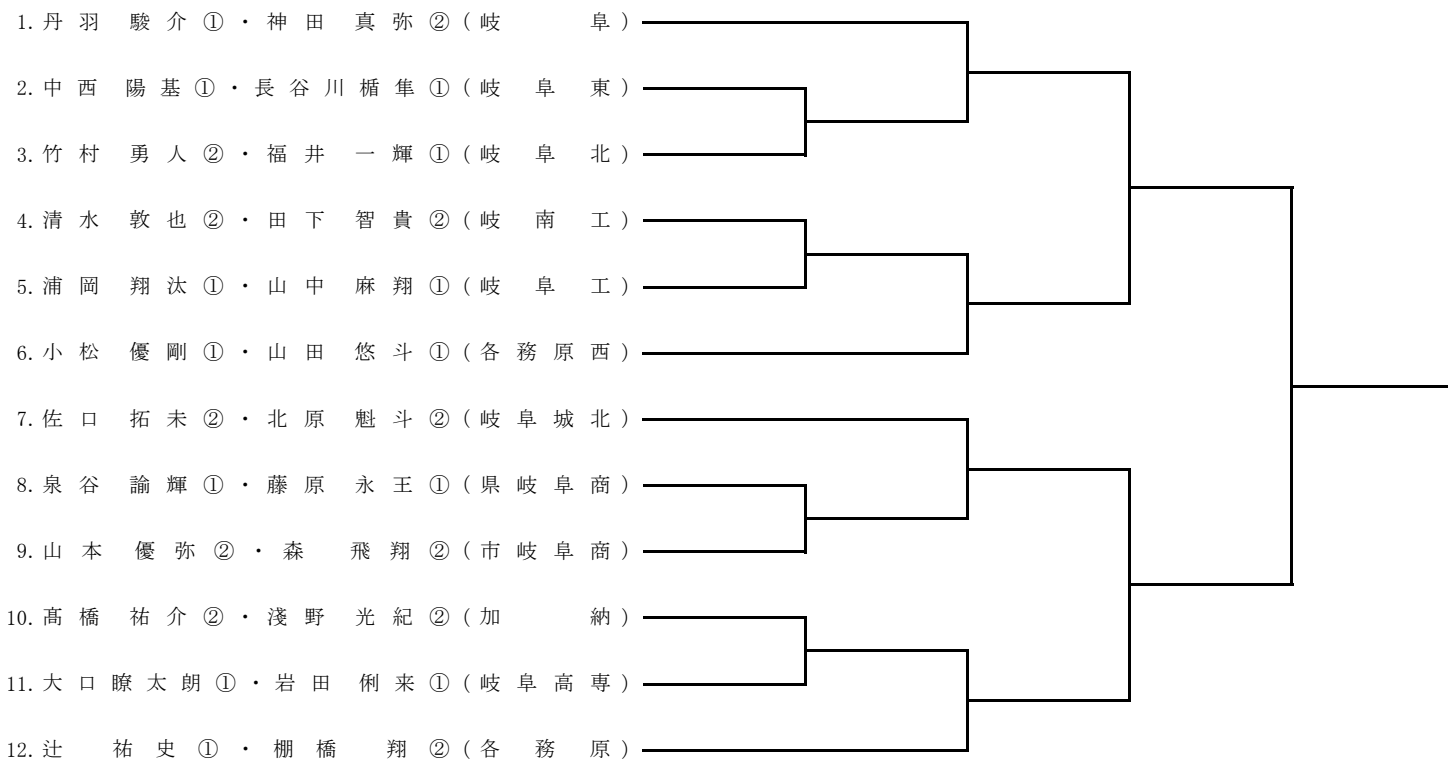 1. 丹羽 駿介①・神田 真弥②(岐 阜)
2. 中西 陽基①・長谷川楯隼①(岐阜東)
3. 竹村 勇人②・福井 一輝①(岐阜北)
4. 清水 敦也②・田下 智貴②(岐南工)
5. 浦岡 翔汰①・山中 麻翔①(岐阜工)
6. 小松 優剛①・山田 悠斗①(各務原西)
7. 佐口 拓未②・北原 魁斗②(岐阜城北)
8. 泉谷 諭輝①・藤原 永王①(県岐阜商)
9. 山本 優弥②・森 飛翔②(市岐阜商)
10. 髙橋 祐介②・淺野 光紀②(加 納)
11. 大口瞭太朗①・岩田 俐来①(岐阜高専)
12. 辻 祐史①・棚橋 翔②(各務原)